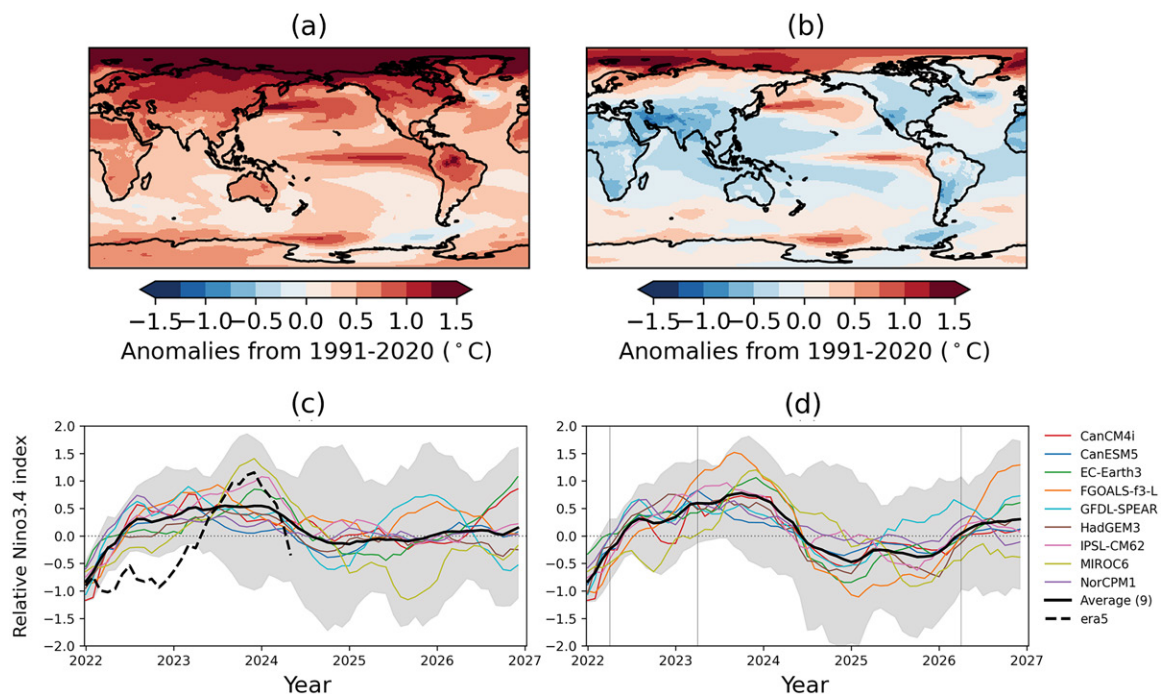 (a)
(b)
−1.5 −1.0 −0.5 0.0 0.5 1.0 1.5
Anomalies from 1991-2020 (°C)
−1.5 −1.0 −0.5 0.0 0.5 1.0 1.5
Anomalies from 1991-2020 (°C)
(c)
(d)
Relative Nino3.4 index
2.0
1.5
1.0
0.5
0.0
−0.5
−1.0
−1.5
−2.0
2022 2023 2024 2025 2026 2027
Year
2.0
1.5
1.0
0.5
0.0
−0.5
−1.0
−1.5
−2.0
2022 2023 2024 2025 2026 2027
Year
CanCM4i
CanESM5
EC-Earth3
FGOALS-f3-L
GFDL-SPEAR
HadGEM3
IPSL-CM62
MIROC6
NorCPM1
Average (9)
era5